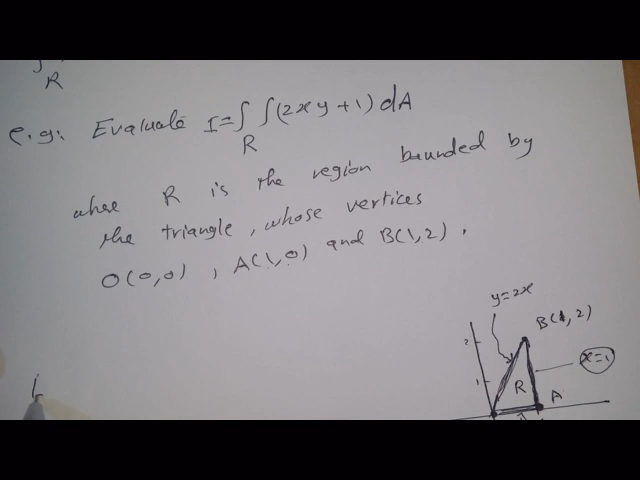 ∫
R
e.g: Evaluate I=∫∫(2xy+1)dA
R
where R is the region bounded by
the triangle, whose vertices
O(0,0), A(1,0) and B(1,2).
y=2x
B(1,2)
2
x=1
1
R
A